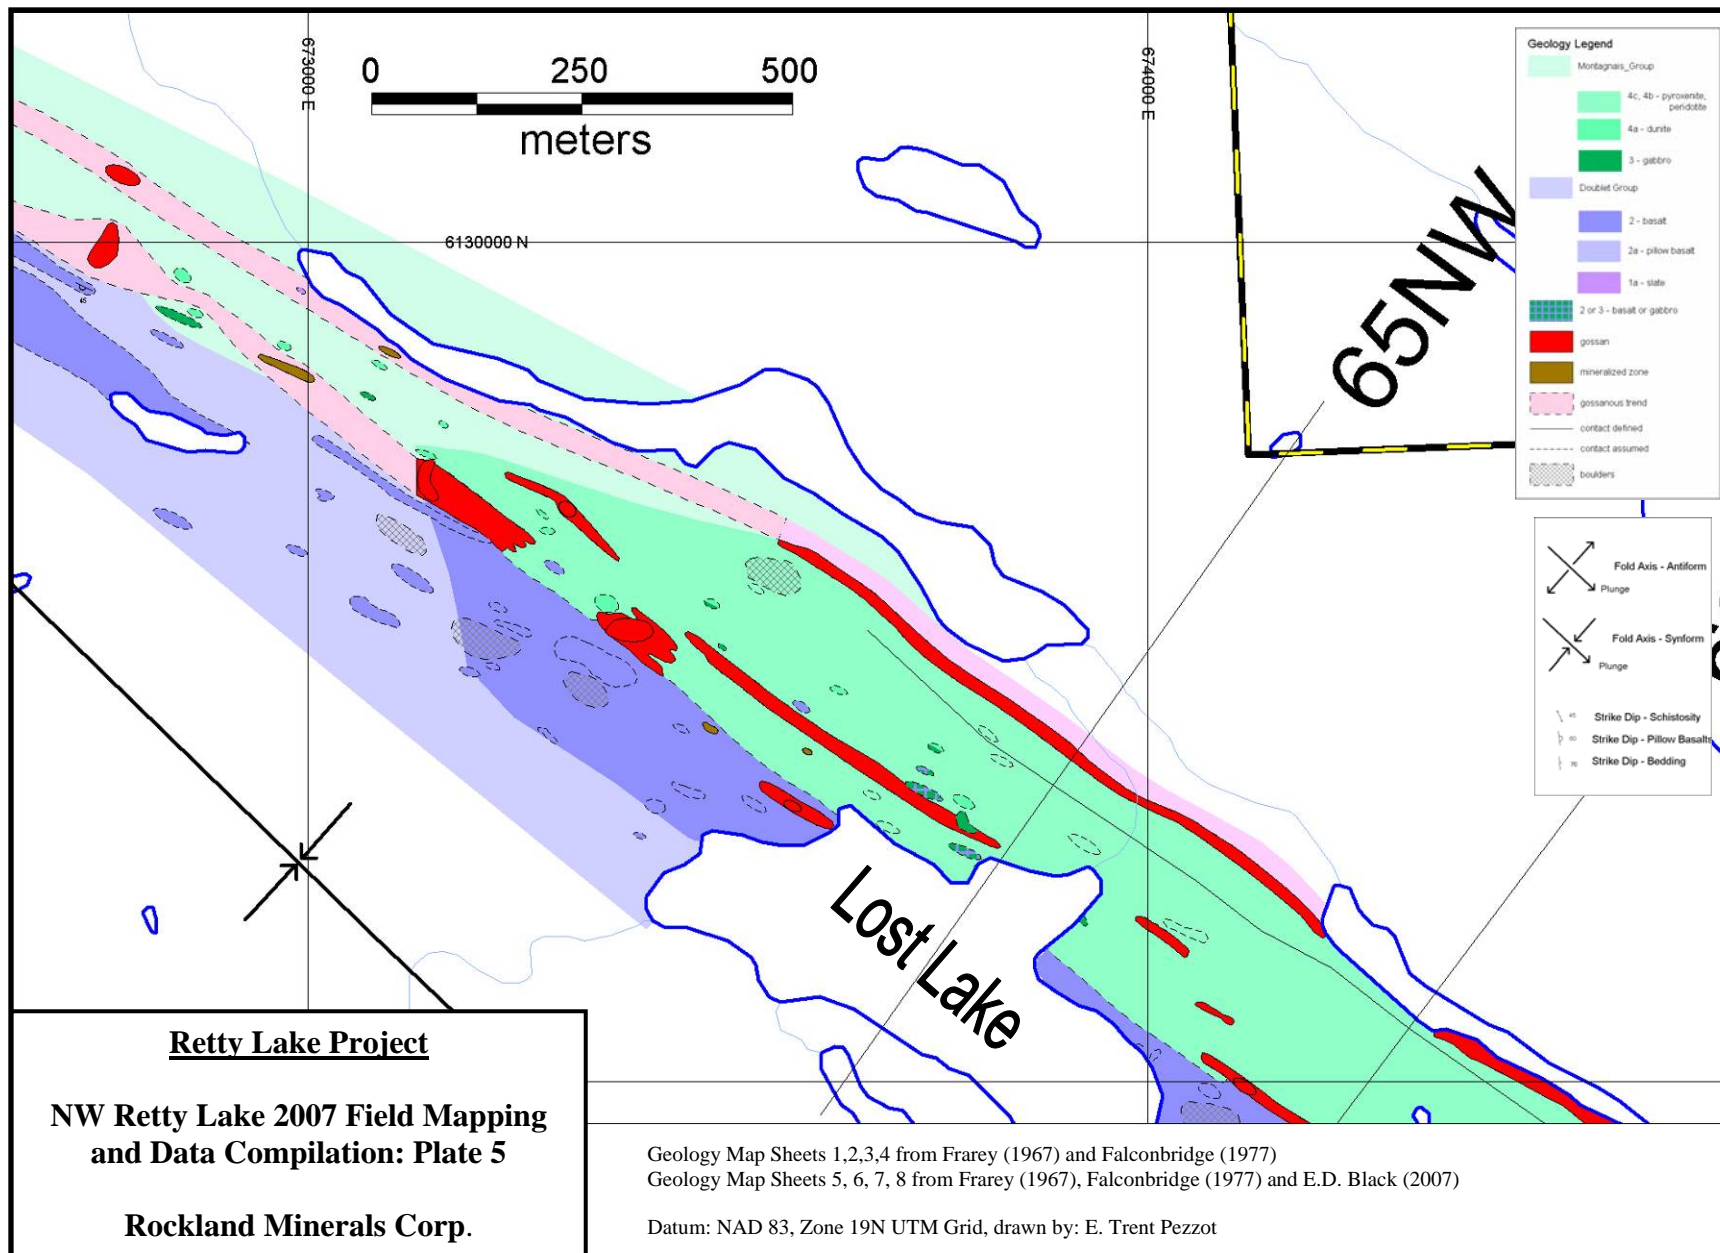 673000 E
0 250 500
meters
674000 E
6130000 N
65NW
Geology Legend
Montagnais_Group
4c, 4b - pyroxenite,
peridotite
4a - dunite
3 - gabbro
Doublet Group
2 - basalt
2a - pillow basalt
1a - slate
2 or 3 - basalt or gabbro
gossan
mineralized zone
gossanous trend
contact defined
contact assumed
boulders
Fold Axis - Antiform
Plunge
Fold Axis - Synform
Plunge
45 Strike Dip - Schistosity
60 Strike Dip - Pillow Basalts
70 Strike Dip - Bedding
45
Lost Lake
Retty Lake Project
NW Retty Lake 2007 Field Mapping
and Data Compilation: Plate 5
Rockland Minerals Corp.
Geology Map Sheets 1,2,3,4 from Frarey (1967) and Falconbridge (1977)
Geology Map Sheets 5, 6, 7, 8 from Frarey (1967), Falconbridge (1977) and E.D. Black (2007)
Datum: NAD 83, Zone 19N UTM Grid, drawn by: E. Trent Pezzot